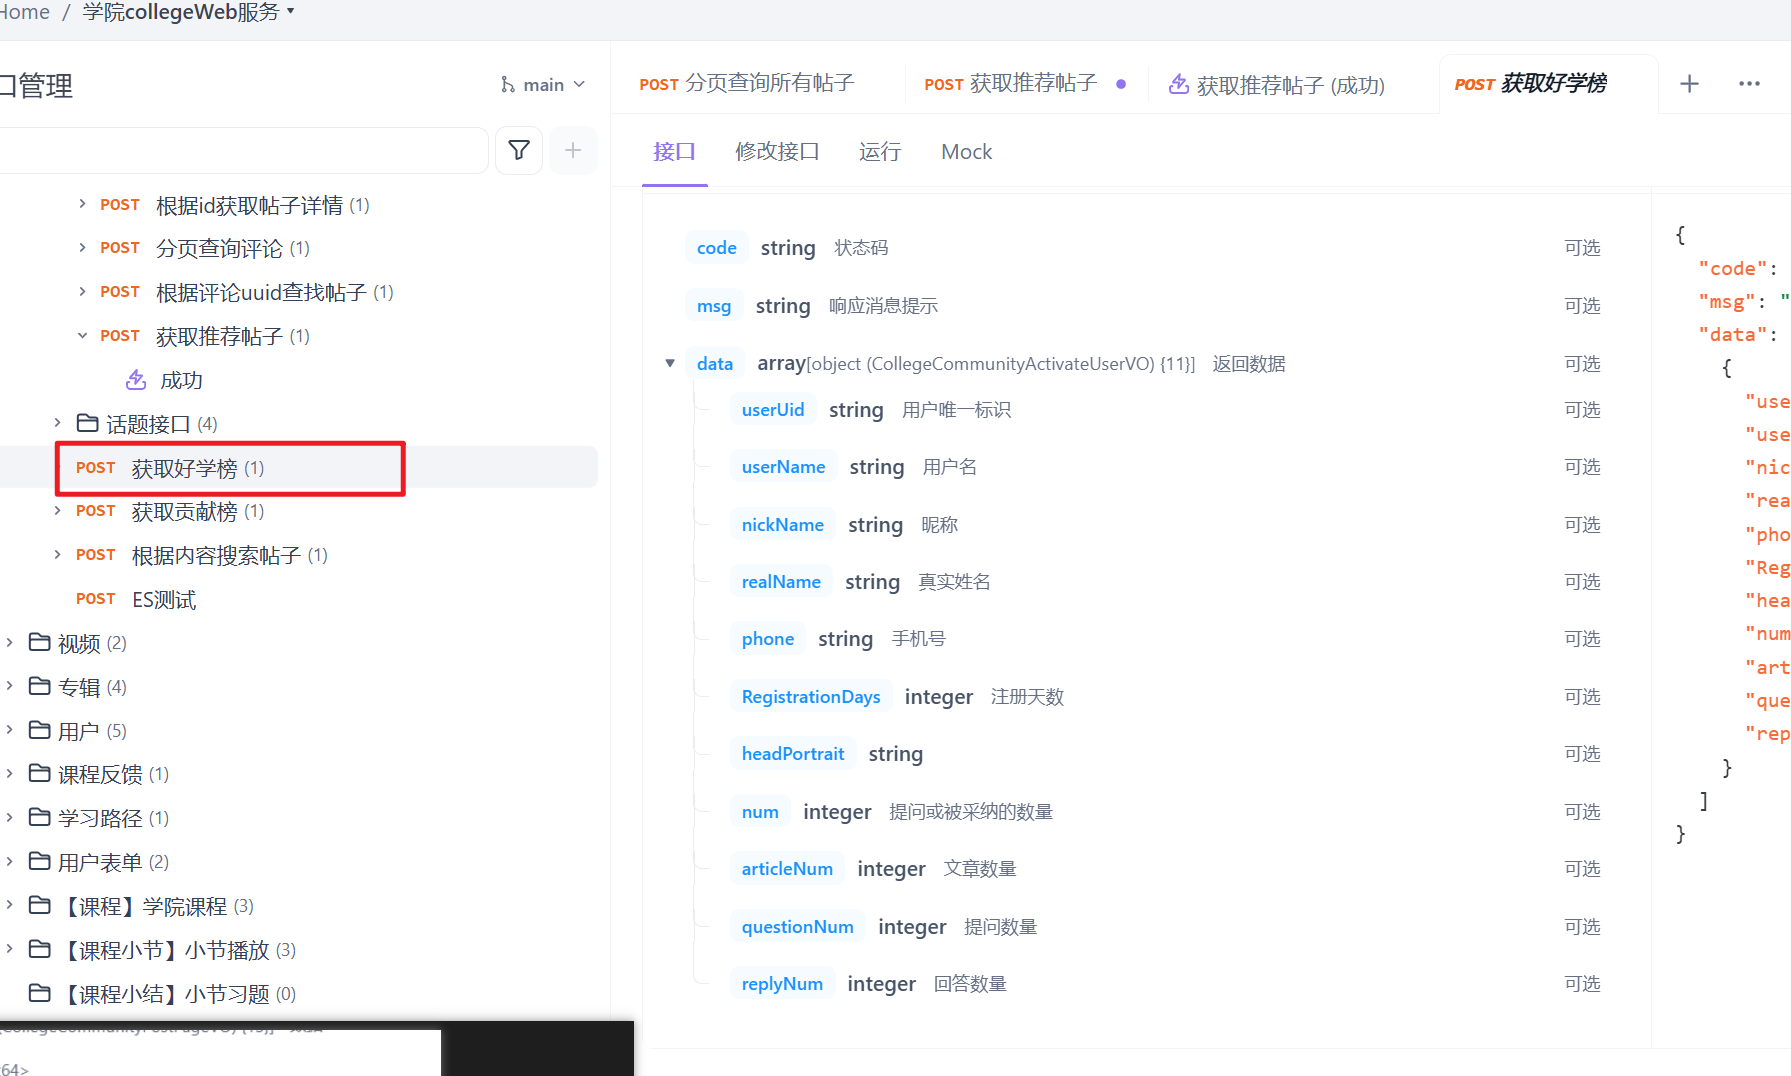 Home / 学院collegeWeb服务
口管理
main
POST 根据id获取帖子详情 (1)
POST 分页查询评论 (1)
POST 根据评论uuid查找帖子 (1)
POST 获取推荐帖子 (1)
成功
话题接口 (4)
POST 获取好学榜 (1)
POST 获取贡献榜 (1)
POST 根据内容搜索帖子 (1)
POST ES测试
视频 (2)
专辑 (4)
用户 (5)
课程反馈 (1)
学习路径 (1)
用户表单 (2)
【课程】学院课程 (3)
【课程小节】小节播放 (3)
【课程小结】小节习题 (0)
64>
POST 分页查询所有帖子
POST 获取推荐帖子
获取推荐帖子 (成功)
POST 获取好学榜
接口 修改接口 运行 Mock
code string 状态码 可选
msg string 响应消息提示 可选
data array[object (CollegeCommunityActivateUserVO) {11}] 返回数据 可选
userUid string 用户唯一标识 可选
userName string 用户名 可选
nickName string 昵称 可选
realName string 真实姓名 可选
phone string 手机号 可选
RegistrationDays integer 注册天数 可选
headPortrait string 可选
num integer 提问或被采纳的数量 可选
articleNum integer 文章数量 可选
questionNum integer 提问数量 可选
replyNum integer 回答数量 可选
{
"code":
"msg": "
"data":
{
"use
"use
"nic
"rea
"pho
"Reg
"hea
"num
"art
"que
"rep
}
]
}